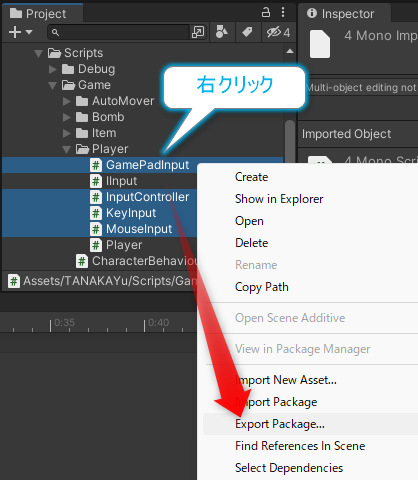 Project
Inspector
4
4 Mono Imp
Scripts
Multi-object editing not
Debug
Game
右クリック
AutoMover
Bomb
Item
Imported Object
Player
4 Mono Scri
GamePadInput
IInput
InputController
KeyInput
MouseInput
Player
CharacterBehaviou
Assets/TANAKAYu/Scripts/Gam
0:35
0:40
Create
Show in Explorer
Open
Delete
Rename
Copy Path
Open Scene Additive
View in Package Manager
Import New Asset...
Import Package
Export Package...
Find References In Scene
Select Dependencies